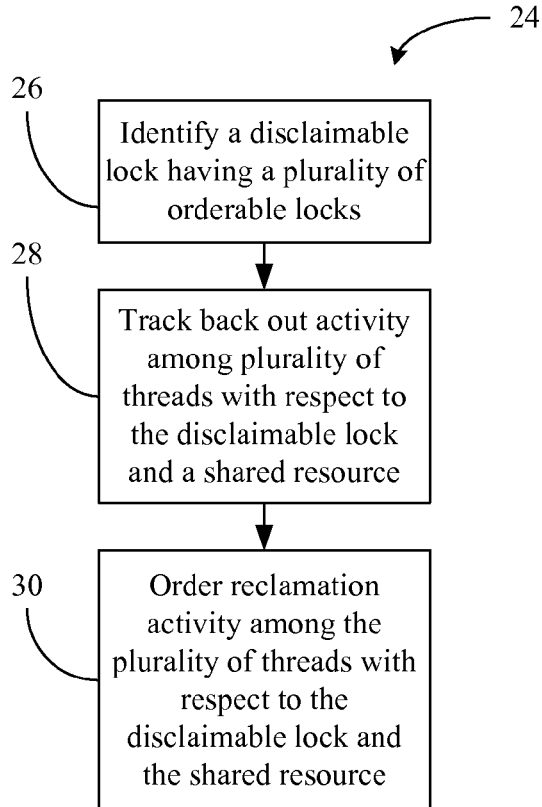 24
26
Identify a disclaimable
lock having a plurality of
orderable locks
28
Track back out activity
among plurality of
threads with respect to
the disclaimable lock
and a shared resource
30
Order reclamation
activity among the
plurality of threads with
respect to the
disclaimable lock and
the shared resource